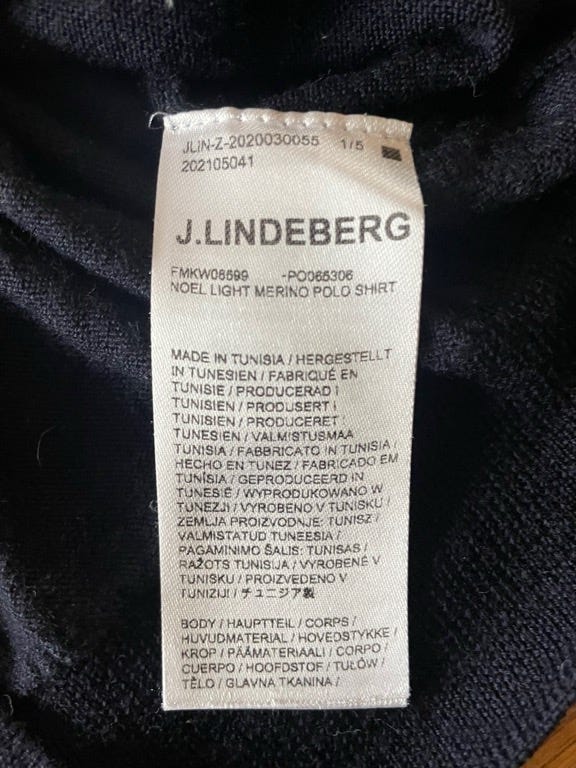 JLIN-Z-2020030055 1/5
202105041
J.LINDEBERG
FMKW06599 -PO065306
NOEL LIGHT MERINO POLO SHIRT
MADE IN TUNISIA / HERGESTELLT
IN TUNESIEN / FABRIQUÉ EN
TUNISIE / PRODUCERAD I
TUNISIEN / PRODUSERT I
TUNISIEN / PRODUCERET I
TUNESIEN / VALMISTUSMAA
TUNISIA / FABBRICATO IN TUNISIA /
HECHO EN TUNEZ / FABRICADO EM
TUNÍSIA / GEPRODUCEERD IN
TUNESIË / WYPRODUKOWANO W
TUNEZJI / VYROBENO V TUNISKU /
ZEMLJA PROIZVODNJE: TUNISZ /
VALMISTATUD TUNEESIA /
PAGAMINIMO ŠALIS: TUNISAS /
RAŽOTS TUNISIJA / VYROBENÉ V
TUNISKU / PROIZVEDENO V
TUNIZIJI / チュニジア製
BODY / HAUPTTEIL / CORPS /
HUVUDMATERIAL / HOVEDSTYKKE /
KROP / PÄÄMATERIAALI / CORPO /
CUERPO / HOOFDSTOF / TUŁÓW /
TĚLO / GLAVNA TKANINA /